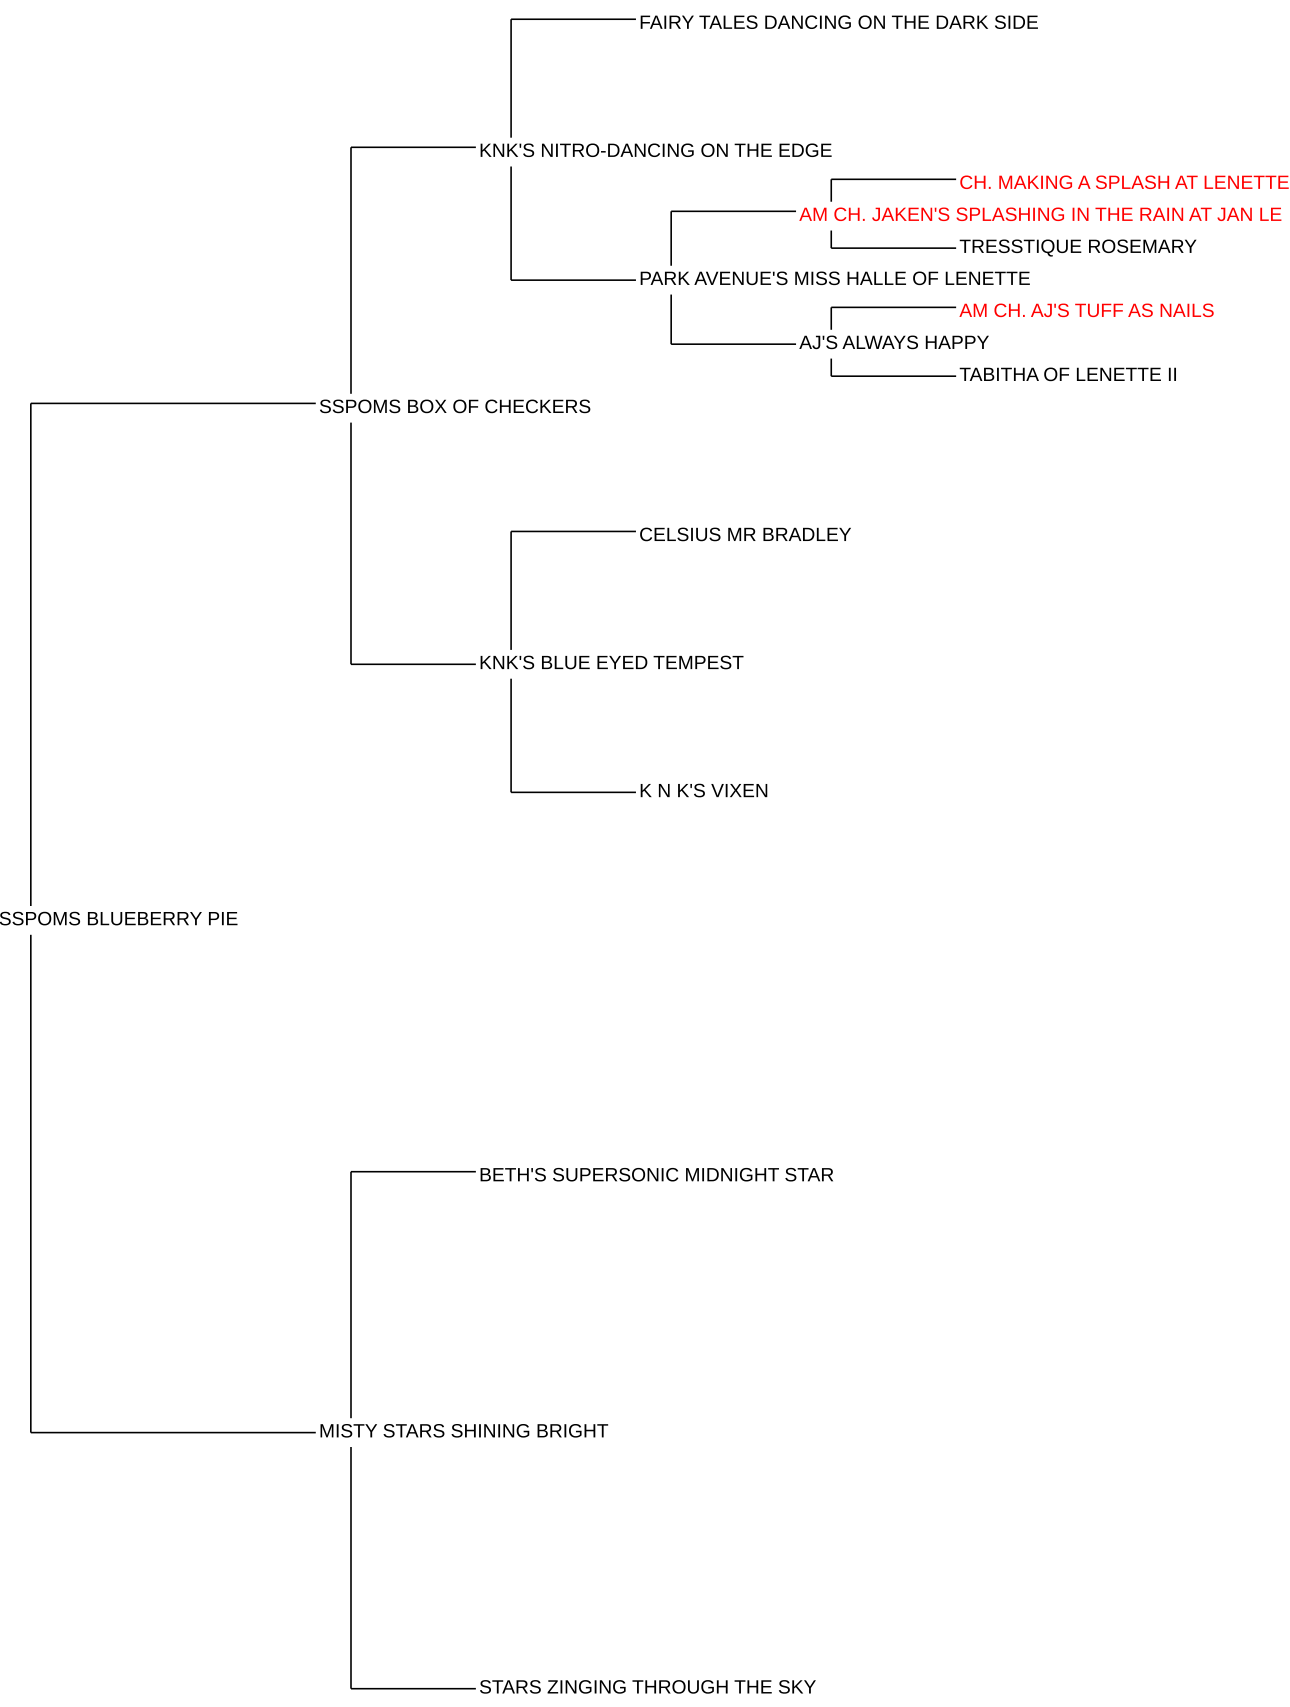 FAIRY TALES DANCING ON THE DARK SIDE
KNK'S NITRO-DANCING ON THE EDGE
CH. MAKING A SPLASH AT LENETTE
AM CH. JAKEN'S SPLASHING IN THE RAIN AT JAN LE
TRESSTIQUE ROSEMARY
PARK AVENUE'S MISS HALLE OF LENETTE
AM CH. AJ'S TUFF AS NAILS
AJ'S ALWAYS HAPPY
TABITHA OF LENETTE II
SSPOMS BOX OF CHECKERS
CELSIUS MR BRADLEY
KNK'S BLUE EYED TEMPEST
K N K'S VIXEN
SSPOMS BLUEBERRY PIE
BETH'S SUPERSONIC MIDNIGHT STAR
MISTY STARS SHINING BRIGHT
STARS ZINGING THROUGH THE SKY